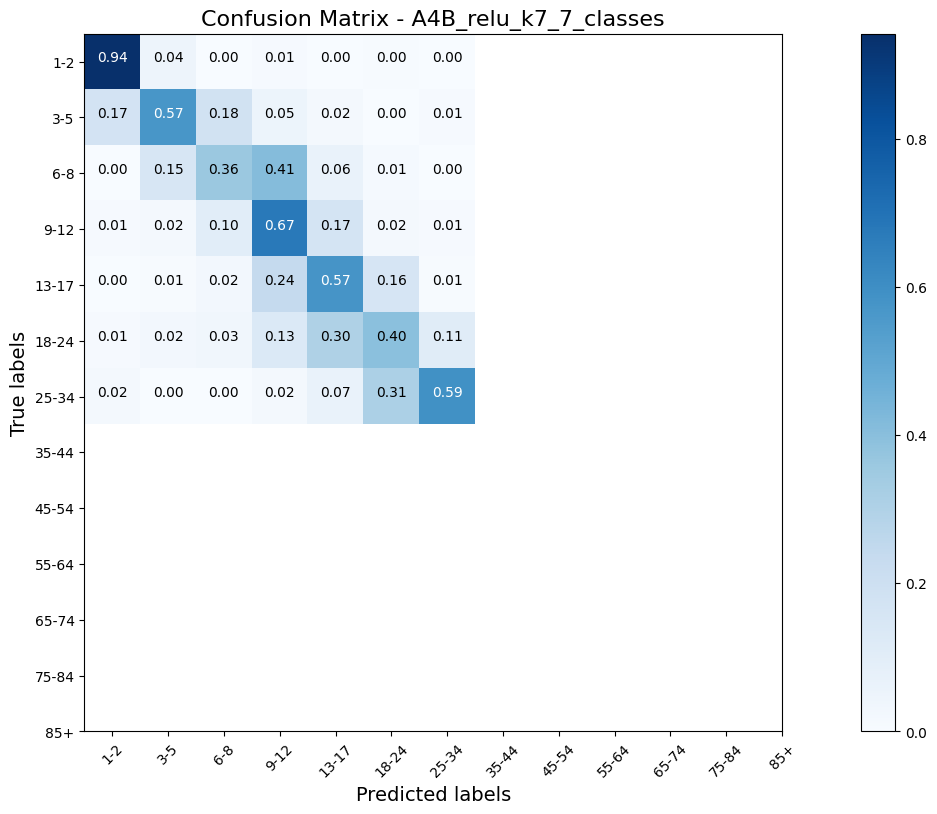 Confusion Matrix - A4B_relu_k7_7_classes
1-2 0.94 0.04 0.00 0.01 0.00 0.00 0.00
3-5 0.17 0.57 0.18 0.05 0.02 0.00 0.01
6-8 0.00 0.15 0.36 0.41 0.06 0.01 0.00
9-12 0.01 0.02 0.10 0.67 0.17 0.02 0.01
13-17 0.00 0.01 0.02 0.24 0.57 0.16 0.01
18-24 0.01 0.02 0.03 0.13 0.30 0.40 0.11
25-34 0.02 0.00 0.00 0.02 0.07 0.31 0.59
35-44
45-54
55-64
65-74
75-84
85+
True labels
1-2 3-5 6-8 9-12 13-17 18-24 25-34 35-44 45-54 55-64 65-74 75-84 85+
Predicted labels
0.8
0.6
0.4
0.2
0.0